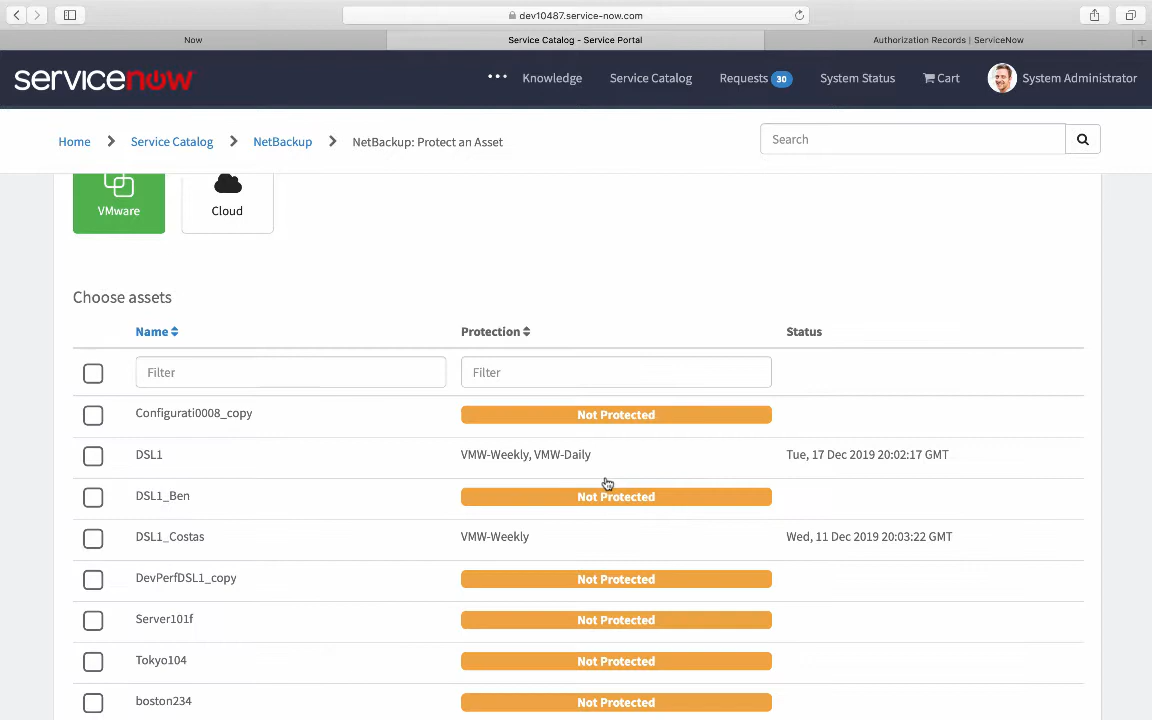 dev10487.service-now.com
Now
Service Catalog - Service Portal
Authorization Records | ServiceNow
servicenow
Knowledge
Service Catalog
Requests 30
System Status
Cart
System Administrator
Home
Service Catalog
NetBackup
NetBackup: Protect an Asset
Search
VMware
Cloud
Choose assets
Name
Protection
Status
Filter
Filter
Configurati0008_copy
Not Protected
DSL1
VMW-Weekly, VMW-Daily
Tue, 17 Dec 2019 20:02:17 GMT
DSL1_Ben
Not Protected
DSL1_Costas
VMW-Weekly
Wed, 11 Dec 2019 20:03:22 GMT
DevPerfDSL1_copy
Not Protected
Server101f
Not Protected
Tokyo104
Not Protected
boston234
Not Protected